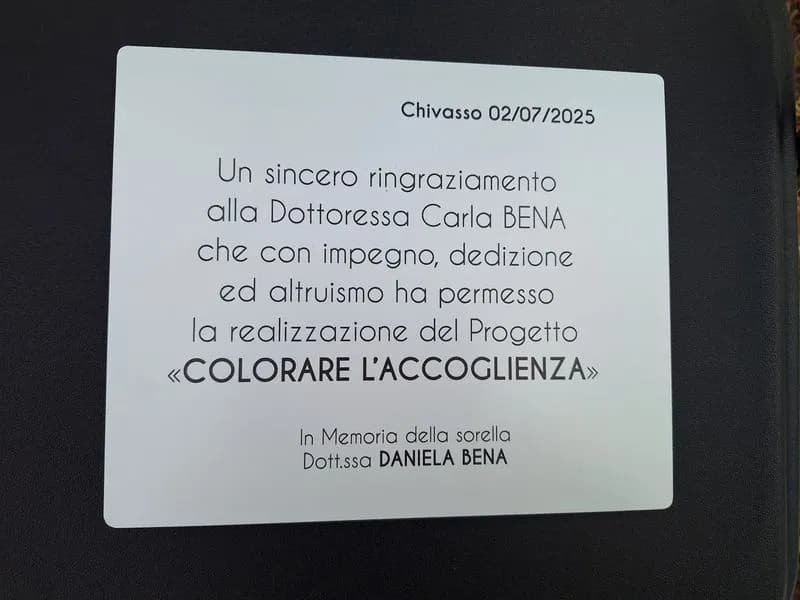 Chivasso 02/07/2025
Un sincero ringraziamento
alla Dottoressa Carla BENA
che con impegno, dedizione
ed altruismo ha permesso
la realizzazione del Progetto
«COLORARE L'ACCOGLIENZA»
In Memoria della sorella
Dott.ssa DANIELA BENA